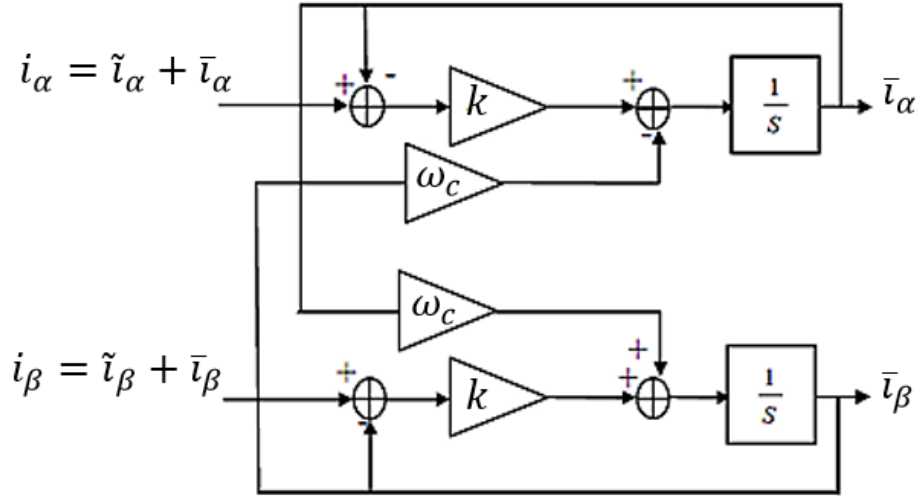 i_α = ĩ_α + ī_α
+ -
k
+
-
1/s
ī_α
ω_c
ω_c
i_β = ĩ_β + ī_β
+
-
k
+
+
1/s
ī_β